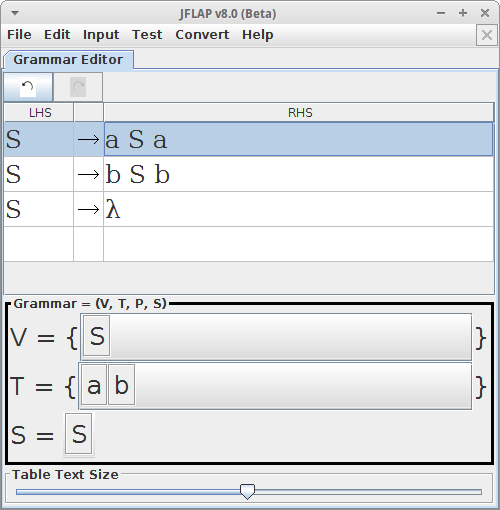 JFLAP v8.0 (Beta)
File Edit Input Test Convert Help
Grammar Editor
LHS RHS
S → a S a
S → b S b
S → λ
Grammar = (V, T, P, S)
V = { S }
T = { a b }
S = S
Table Text Size